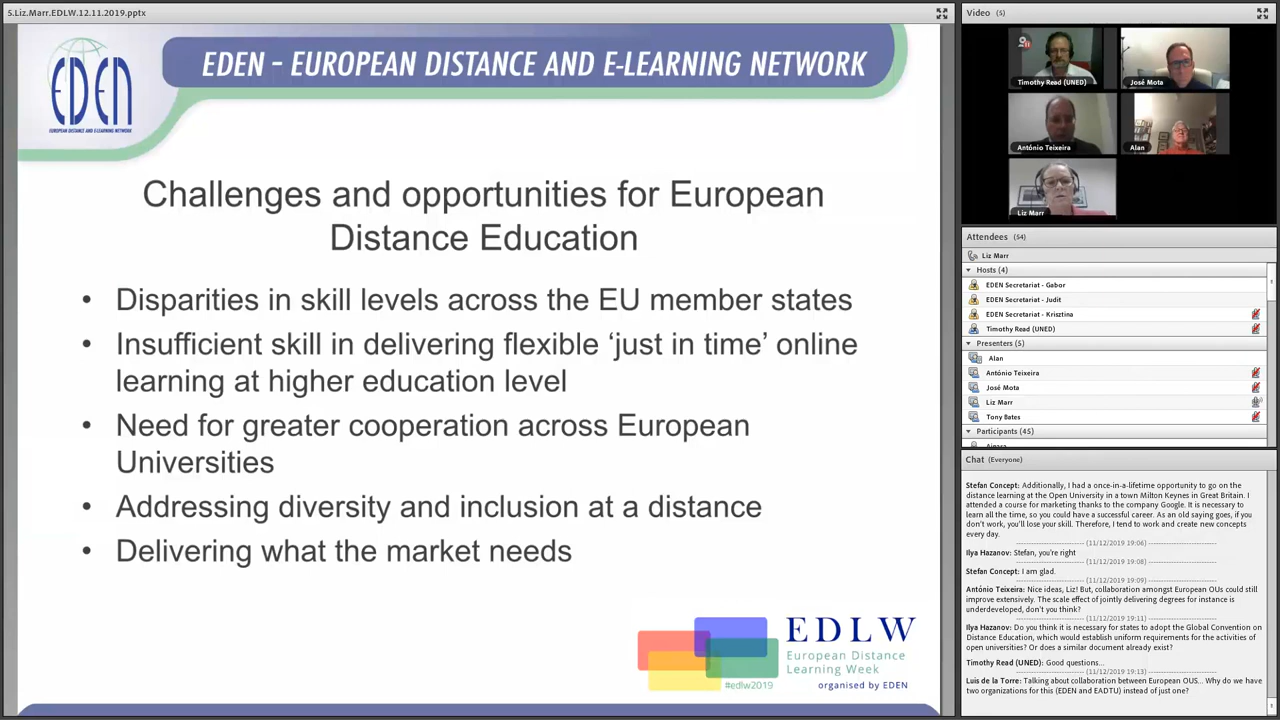 5.Liz.Marr.EDLW.12.11.2019.pptx
EDEN
EUROPEAN DISTANCE AND E-LEARNING NETWORK
EDEN - EUROPEAN DISTANCE AND E-LEARNING NETWORK
Challenges and opportunities for European
Distance Education
• Disparities in skill levels across the EU member states
• Insufficient skill in delivering flexible ‘just in time’ online
learning at higher education level
• Need for greater cooperation across European
Universities
• Addressing diversity and inclusion at a distance
• Delivering what the market needs
EDLW
European Distance
Learning Week
#edlw2019
organised by EDEN
Video (5)
Timothy Read (UNED)
José Mota
António Teixeira
Alan
Liz Marr
Attendees (54)
Liz Marr
Hosts (4)
EDEN Secretariat - Gabor
EDEN Secretariat - Judit
EDEN Secretariat - Krisztina
Timothy Read (UNED)
Presenters (5)
Alan
António Teixeira
José Mota
Liz Marr
Tony Bates
Participants (45)
Chat (Everyone)
Stefan Concept: Additionally, I had a once-in-a-lifetime opportunity to go on the
distance learning at the Open University in a town Milton Keynes in Great Britain. I
attended a course for marketing thanks to the company Google. It is necessary to
learn all the time, so you could have a successful career. As an old saying goes, if you
don't work, you'll lose your skill. Therefore, I tend to work and create new concepts
every day.
(11/12/2019 19:06)
Ilya Hazanov: Stefan, you're right
(11/12/2019 19:08)
Stefan Concept: I am glad.
(11/12/2019 19:09)
António Teixeira: Nice ideas, Liz! But, collaboration amongst European OUs could still
improve extensively. The scale effect of jointly delivering degrees for instance is
underdeveloped, don't you think?
(11/12/2019 19:11)
Ilya Hazanov: Do you think it is necessary for states to adopt the Global Convention on
Distance Education, which would establish uniform requirements for the activities of
open universities? Or does a similar document already exist?
Timothy Read (UNED): Good questions...
(11/12/2019 19:13)
Luis de la Torre: Talking about collaboration between European OUS... Why do we have
two organizations for this (EDEN and EADTU) instead of just one?